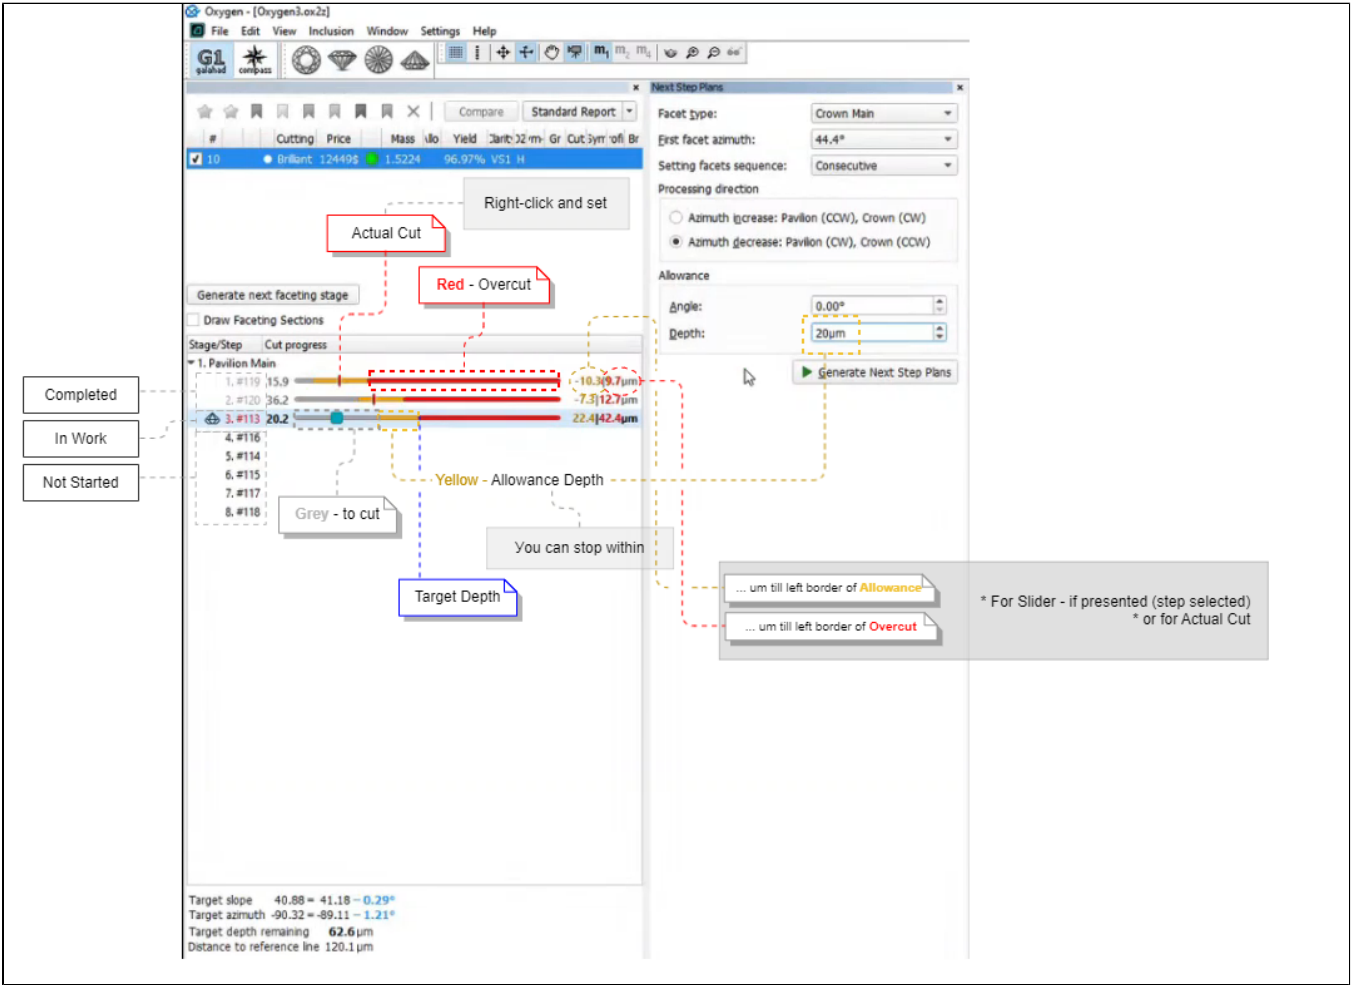 Oxygen - [Oxygen3.ox2z]
File Edit View Inclusion Window Settings Help
G1 galahad compass m1 m2 m4
Next Step Plans
Compare Standard Report
# Cutting Price Mass Yield Gr Cut Br
10 Brilliant 12449$ 1.5224 96.97% VS1 H
Facet type: Crown Main
First facet azimuth: 44.4°
Setting facets sequence: Consecutive
Processing direction
Azimuth increase: Pavilion (CCW), Crown (CW)
Azimuth decrease: Pavilion (CW), Crown (CCW)
Allowance
Angle: 0.00°
Depth: 20µm
Generate Next Step Plans
Right-click and set
Actual Cut
Red - Overcut
Generate next faceting stage
Draw Faceting Sections
Stage/Step Cut progress
1. Pavilion Main
1, #119 15.9 -10.3|9.7µm
2, #120 36.2 -7.3|12.7µm
3, #113 20.2 22.4|42.4µm
4, #116
5, #114
6, #115
7, #117
8, #118
Completed
In Work
Not Started
Yellow - Allowance Depth
Grey - to cut
You can stop within
Target Depth
... um till left border of Allowance
... um till left border of Overcut
* For Slider - if presented (step selected)
* or for Actual Cut
Target slope 40.88 = 41.18 - 0.29°
Target azimuth -90.32 = -89.11 - 1.21°
Target depth remaining 62.6 µm
Distance to reference line 120.1 µm